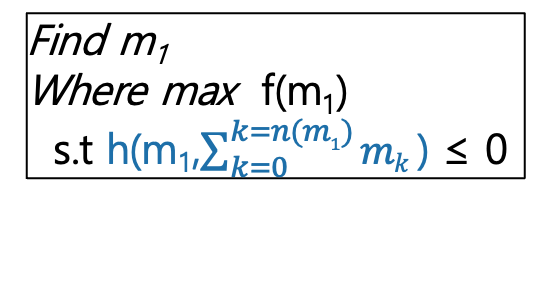 Find m₁
Where max f(m₁)
s.t h(m₁,∑_{k=0}^{k=n(m₁)} m_k) ≤ 0